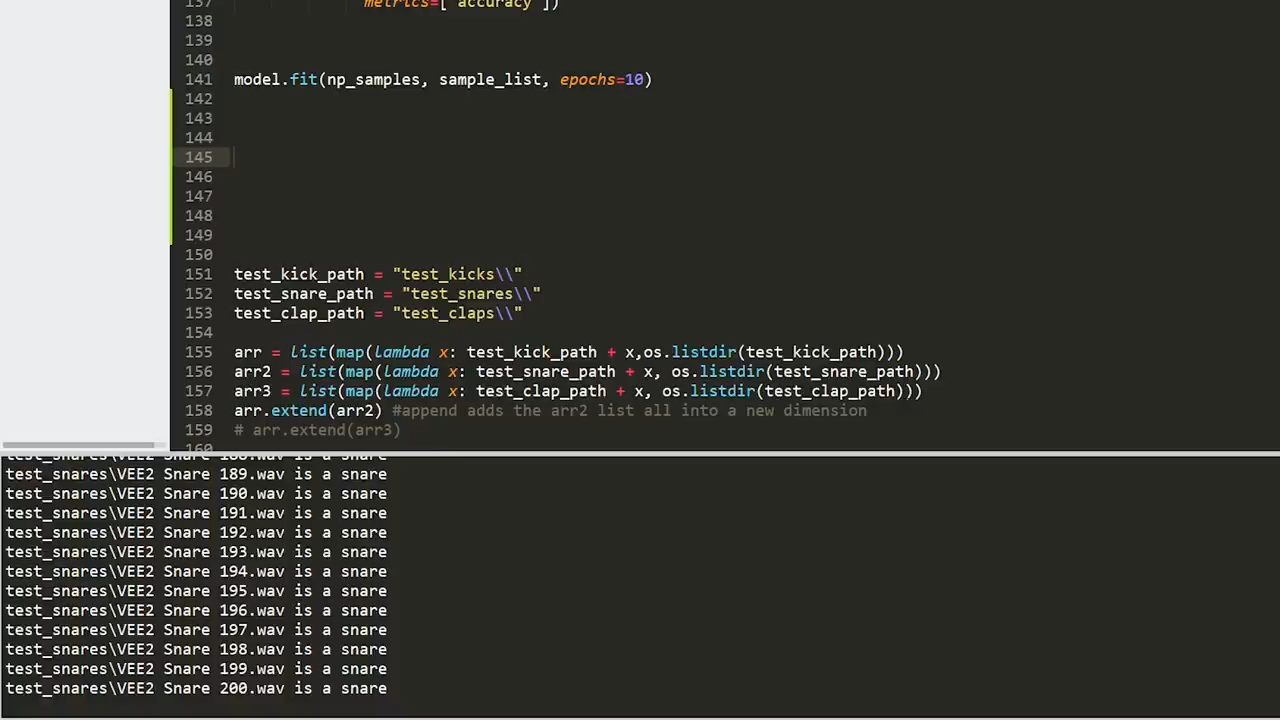 137 metrics=['accuracy'])
138
139
140
141 model.fit(np_samples, sample_list, epochs=10)
142
143
144
145
146
147
148
149
150
151 test_kick_path = "test_kicks\\"
152 test_snare_path = "test_snares\\"
153 test_clap_path = "test_claps\\"
154
155 arr = list(map(lambda x: test_kick_path + x,os.listdir(test_kick_path)))
156 arr2 = list(map(lambda x: test_snare_path + x, os.listdir(test_snare_path)))
157 arr3 = list(map(lambda x: test_clap_path + x, os.listdir(test_clap_path)))
158 arr.extend(arr2) #append adds the arr2 list all into a new dimension
159 # arr.extend(arr3)
160
test_snares\VEE2 Snare 188.wav is a snare
test_snares\VEE2 Snare 189.wav is a snare
test_snares\VEE2 Snare 190.wav is a snare
test_snares\VEE2 Snare 191.wav is a snare
test_snares\VEE2 Snare 192.wav is a snare
test_snares\VEE2 Snare 193.wav is a snare
test_snares\VEE2 Snare 194.wav is a snare
test_snares\VEE2 Snare 195.wav is a snare
test_snares\VEE2 Snare 196.wav is a snare
test_snares\VEE2 Snare 197.wav is a snare
test_snares\VEE2 Snare 198.wav is a snare
test_snares\VEE2 Snare 199.wav is a snare
test_snares\VEE2 Snare 200.wav is a snare